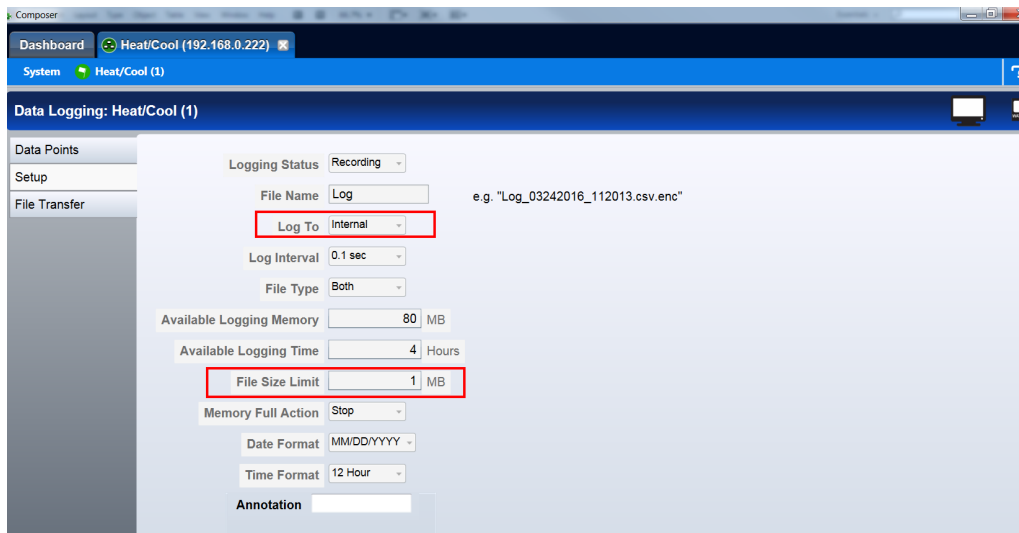 Composer
Dashboard Heat/Cool (192.168.0.222)
System Heat/Cool (1)
Data Logging: Heat/Cool (1)
Data Points
Setup
File Transfer
Logging Status Recording
File Name Log e.g. "Log_03242016_112013.csv.enc"
Log To Internal
Log Interval 0.1 sec
File Type Both
Available Logging Memory 80 MB
Available Logging Time 4 Hours
File Size Limit 1 MB
Memory Full Action Stop
Date Format MM/DD/YYYY
Time Format 12 Hour
Annotation